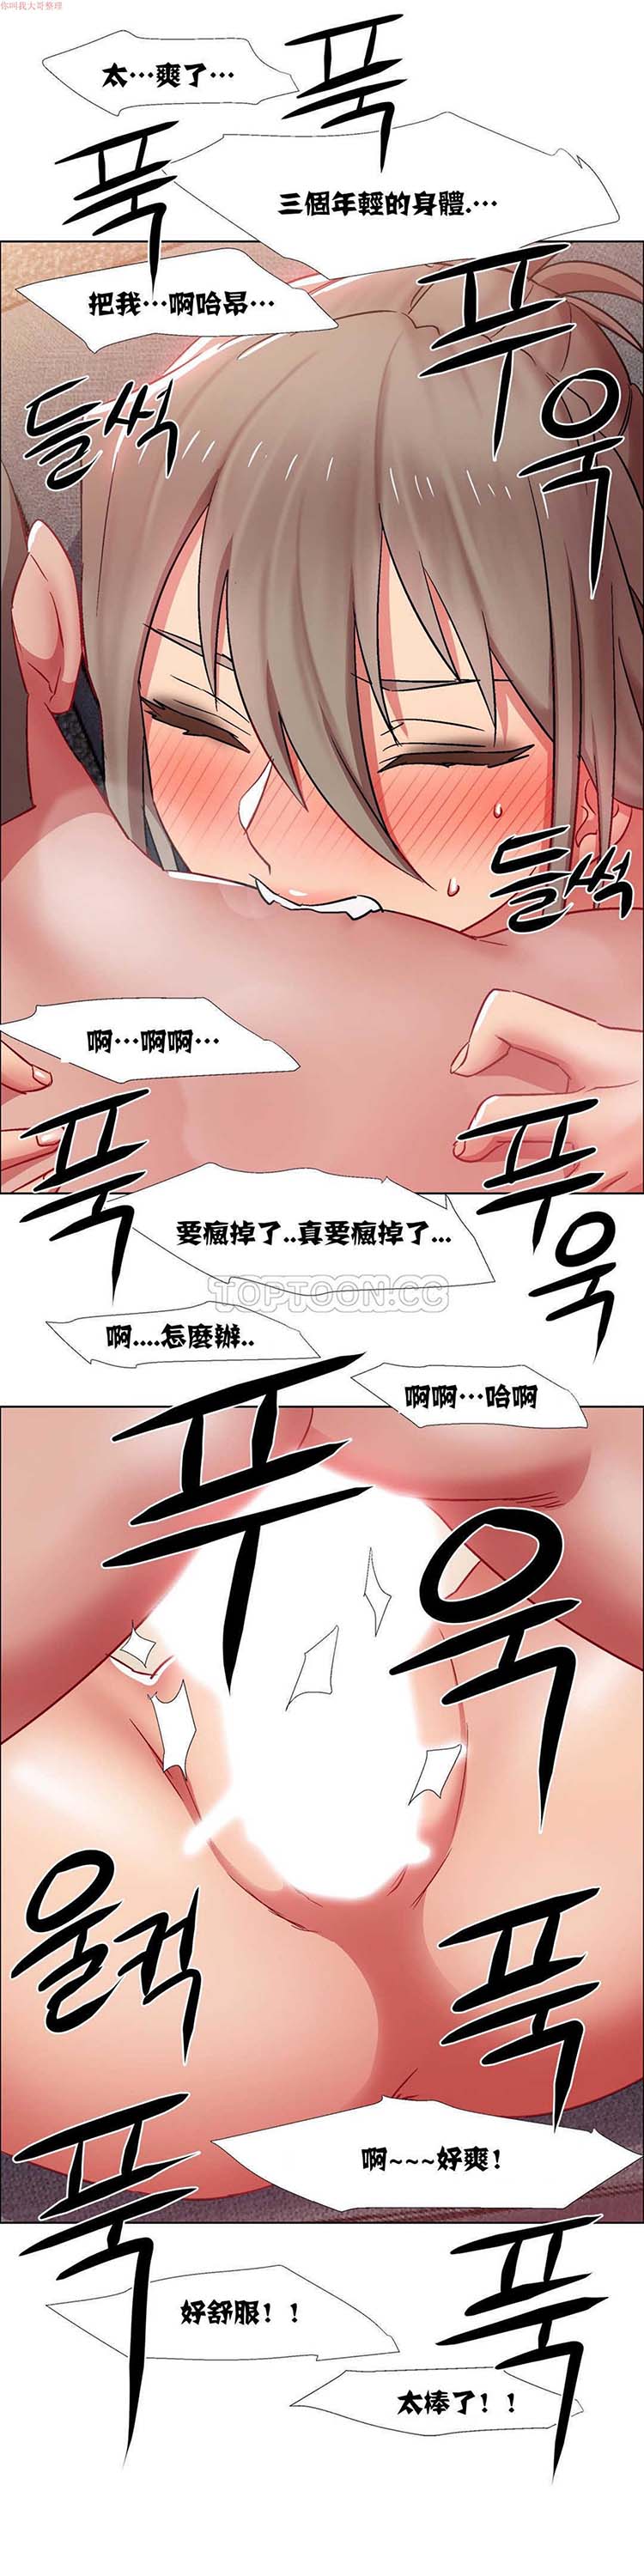 你叫我大哥整理
太…爽了…
푹
푹
三個年輕的身體.…
把我…啊哈昂…
푸욱
들썩
들썩
啊…啊啊…
푹
푸욱
要瘋掉了..真要瘋掉了...
TOPTOON.CC
啊....怎麼辦..
啊啊…哈啊
푸욱
울컥
푹
푹
啊~~~好爽!
푹
好舒服! !
太棒了! !